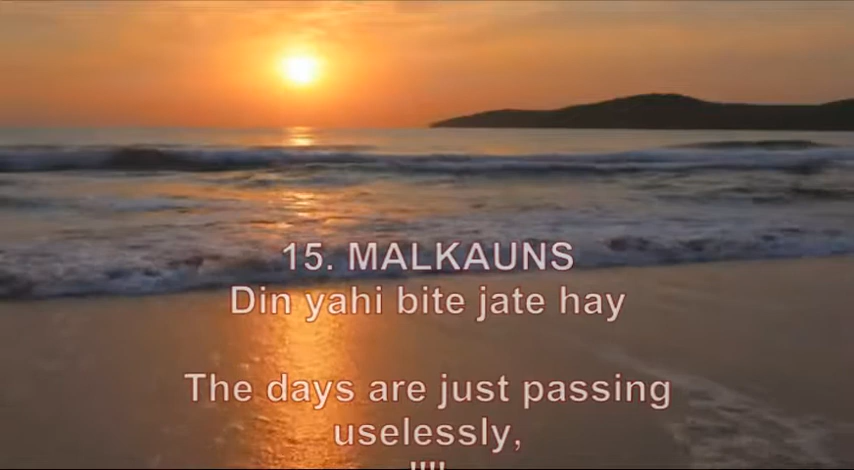 15. MALKAUNS
Din yahi bite jate hay
The days are just passing
uselessly,